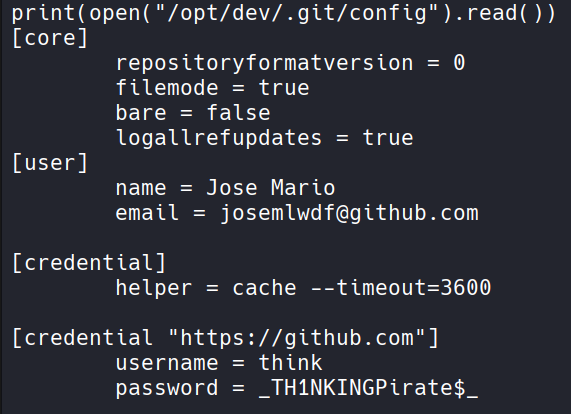 print(open("/opt/dev/.git/config").read())
[core]
        repositoryformatversion = 0
        filemode = true
        bare = false
        logallrefupdates = true
[user]
        name = Jose Mario
        email = josemlwdf@github.com

[credential]
        helper = cache --timeout=3600

[credential "https://github.com"]
        username = think
        password = _TH1NKINGPirate$_